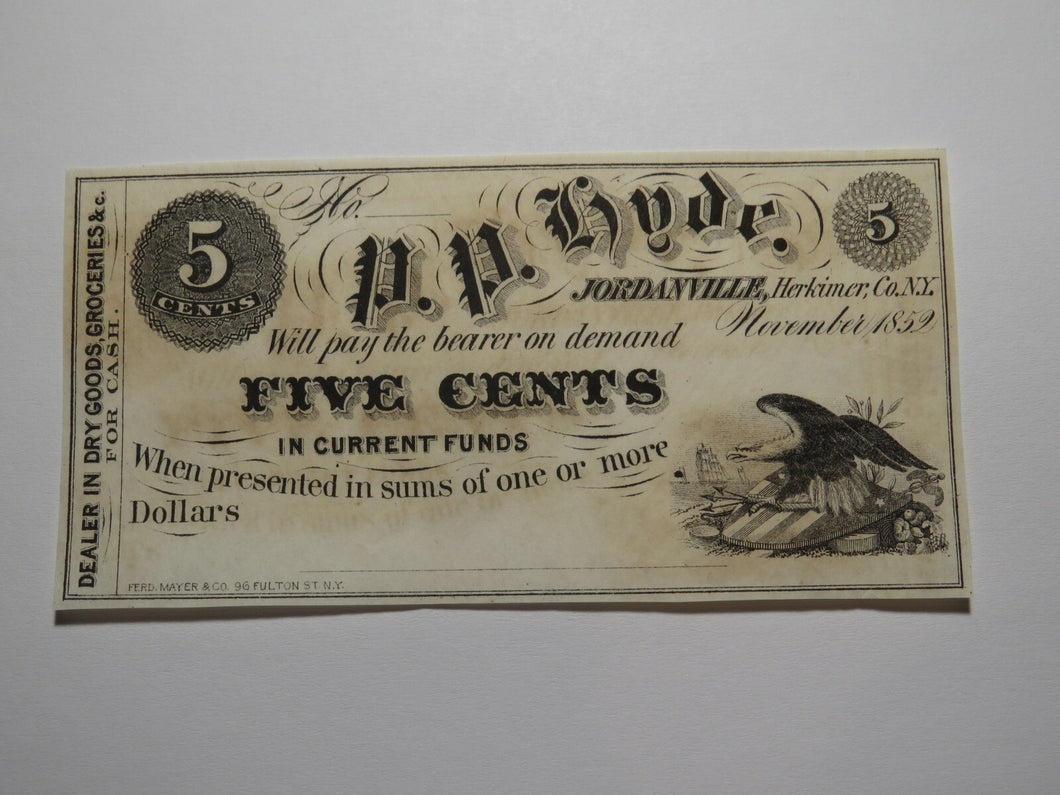 DEALER IN DRY GOODS, GROCERIES & c.
FOR CASH.
5
CENTS
No.
P. P. Hyde.
5
JORDANVILLE, Herkimer, Co. N.Y.
November 1859
Will pay the bearer on demand
FIVE CENTS
IN CURRENT FUNDS
When presented in sums of one or more
Dollars
FERD. MAYER & CO. 96 FULTON ST. N.Y.